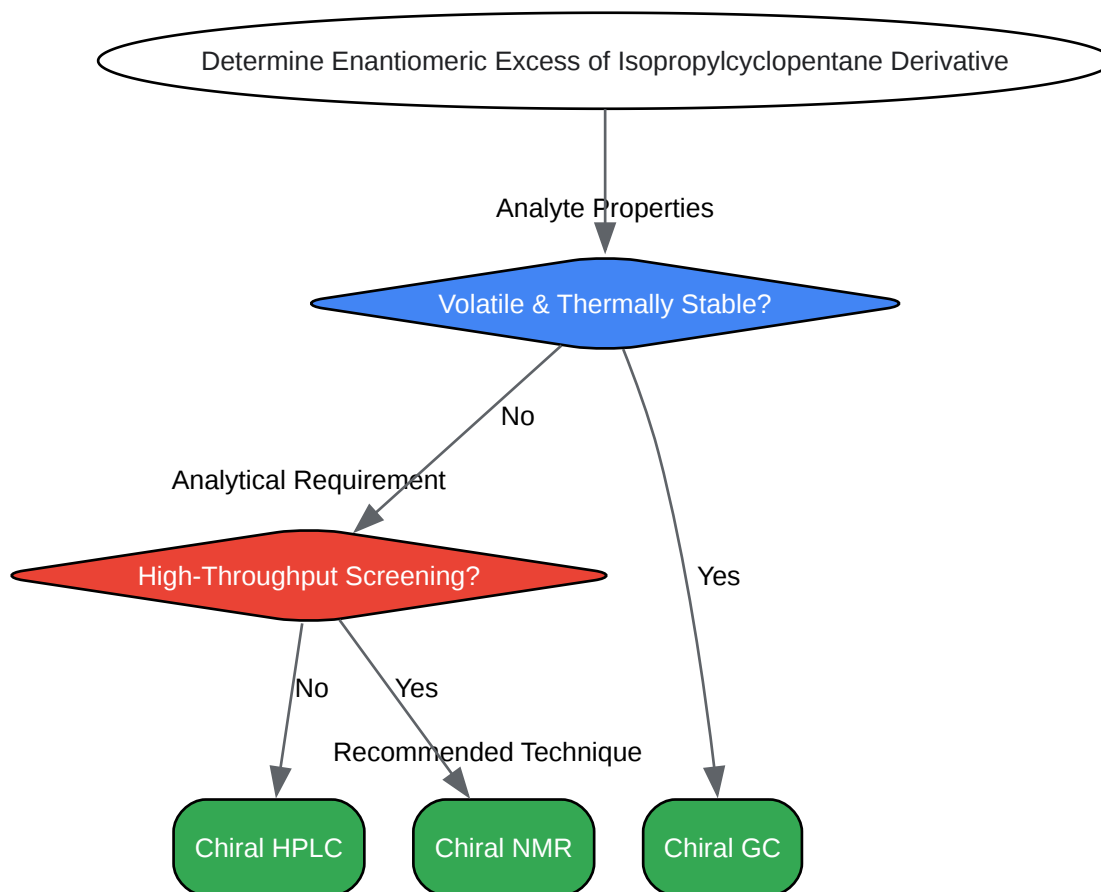 Determine Enantiomeric Excess of Isopropylcyclopentane Derivative
Analyte Properties
Volatile & Thermally Stable?
No
Analytical Requirement
High-Throughput Screening?
Yes
No
Yes
Recommended Technique
Chiral HPLC
Chiral NMR
Chiral GC